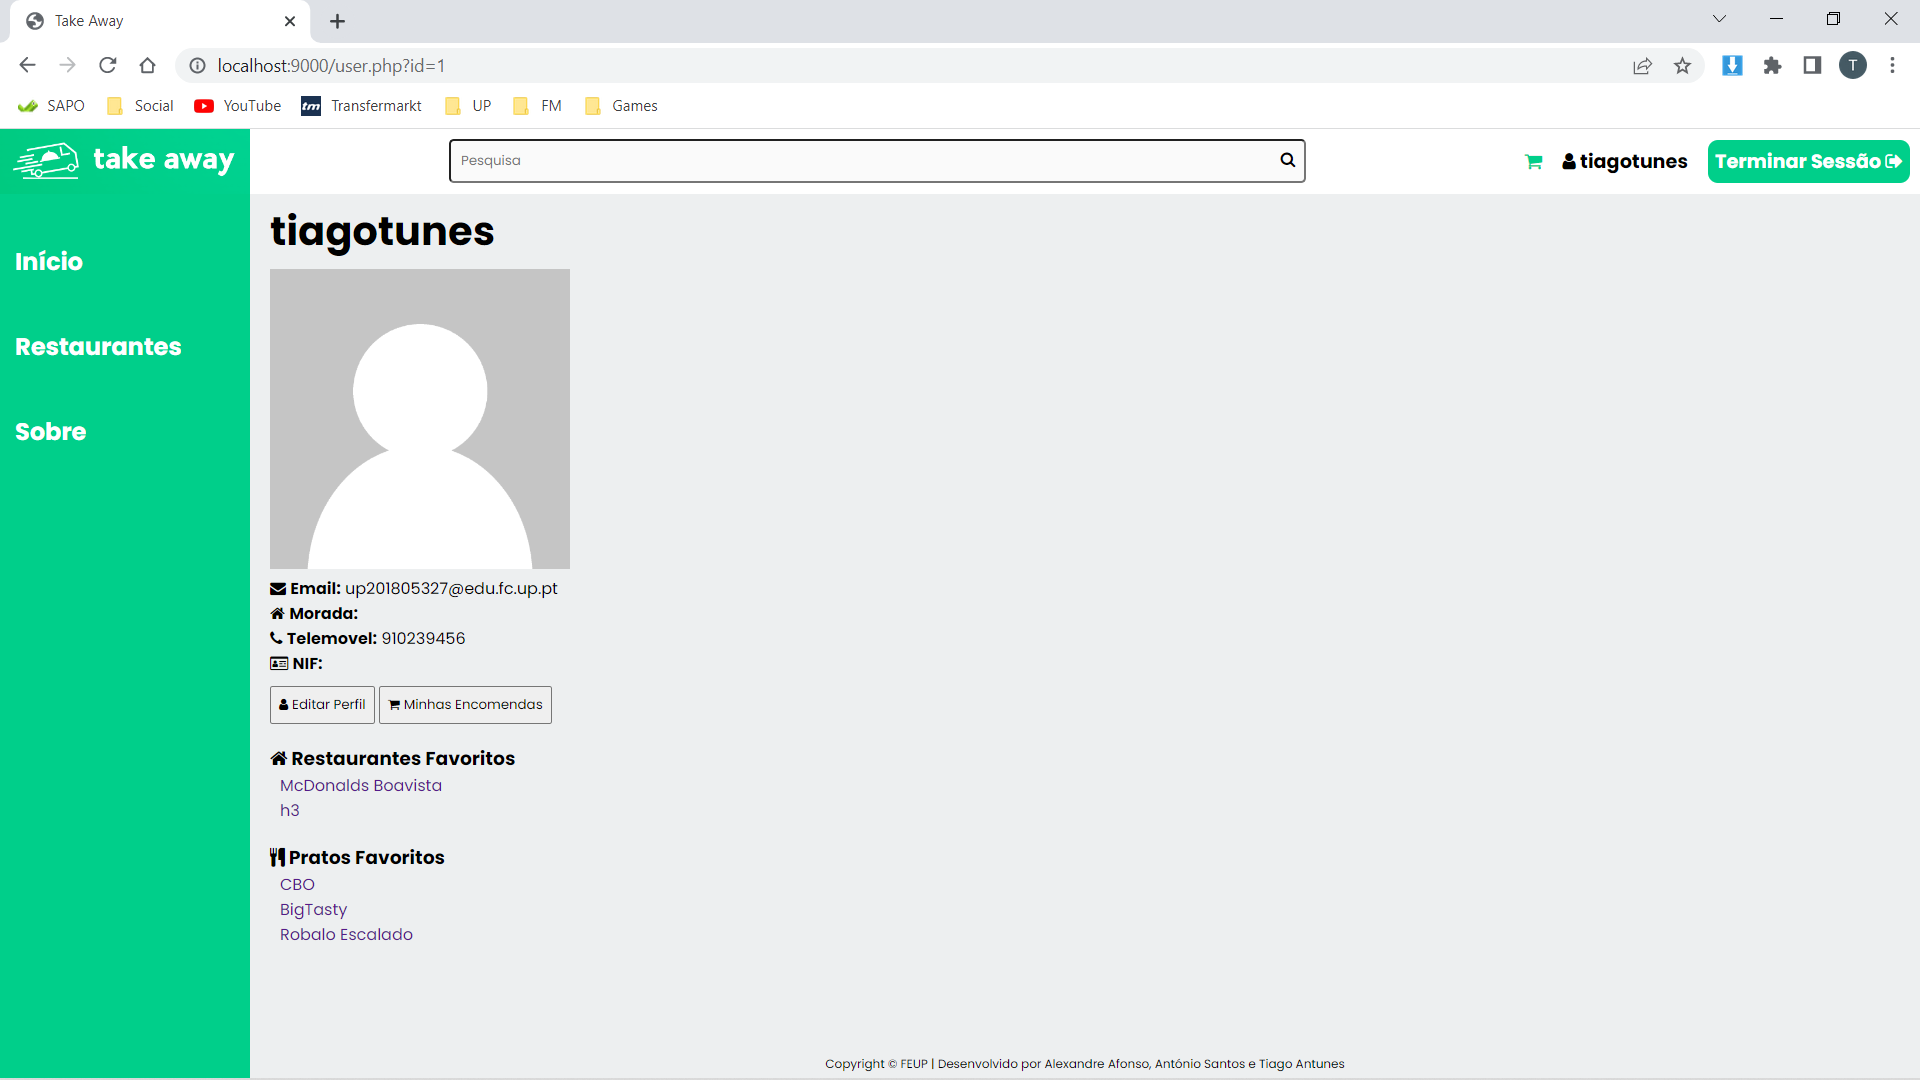 Take Away
localhost:9000/user.php?id=1
T
SAPO Social YouTube tm Transfermarkt UP FM Games
take away
Pesquisa
tiagotunes
Terminar Sessão
Início
Restaurantes
Sobre
tiagotunes
Email: up201805327@edu.fc.up.pt
Morada:
Telemovel: 910239456
NIF:
Editar Perfil
Minhas Encomendas
Restaurantes Favoritos
McDonalds Boavista
h3
Pratos Favoritos
CBO
BigTasty
Robalo Escalado
Copyright © FEUP | Desenvolvido por Alexandre Afonso, António Santos e Tiago Antunes